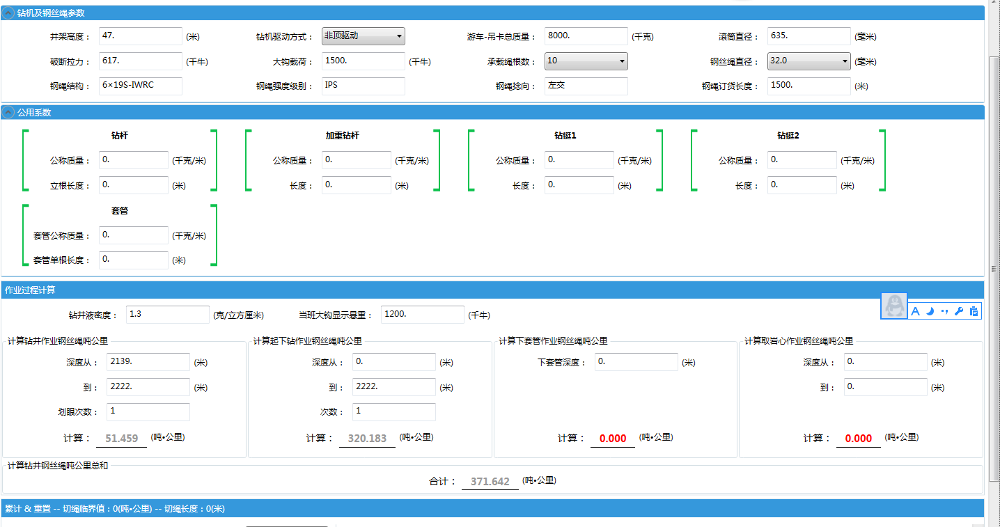 钻机及钢丝绳参数
井架高度： 47. (米) 钻机驱动方式： 非顶驱动 游车-吊卡总质量： 8000. (千克) 滚筒直径： 635. (毫米)
破断拉力： 617. (千牛) 大钩载荷： 1500. (千牛) 承载绳根数： 10 钢丝绳直径： 32.0 (毫米)
钢绳结构： 6×19S-IWRC 钢绳强度级别： IPS 钢绳捻向： 左交 钢绳订货长度： 1500. (米)
公用系数
钻杆 加重钻杆 钻铤1 钻铤2
公称质量： 0. (千克/米) 公称质量： 0. (千克/米) 公称质量： 0. (千克/米) 公称质量： 0. (千克/米)
立根长度： 0. (米) 长度： 0. (米) 长度： 0. (米) 长度： 0. (米)
套管
套管公称质量： 0. (千克/米)
套管单根长度： 0. (米)
作业过程计算
钻井液密度： 1.3 (克/立方厘米) 当班大钩显示悬重： 1200. (千牛)
A
计算钻井作业钢丝绳吨公里 计算起下钻作业钢丝绳吨公里 计算下套管作业钢丝绳吨公里 计算取岩心作业钢丝绳吨公里
深度从： 2139. (米) 深度从： 0. (米) 下套管深度： 0. (米) 深度从： 0. (米)
到： 2222. (米) 到： 2222. (米) 到： 0. (米)
划眼次数： 1 次数： 1
计算： 51.459 (吨•公里) 计算： 320.183 (吨•公里) 计算： 0.000 (吨•公里) 计算： 0.000 (吨•公里)
计算钻井钢丝绳吨公里总和
合计： 371.642 (吨•公里)
累计 & 重置 -- 切绳临界值：0(吨•公里) -- 切绳长度：0(米)